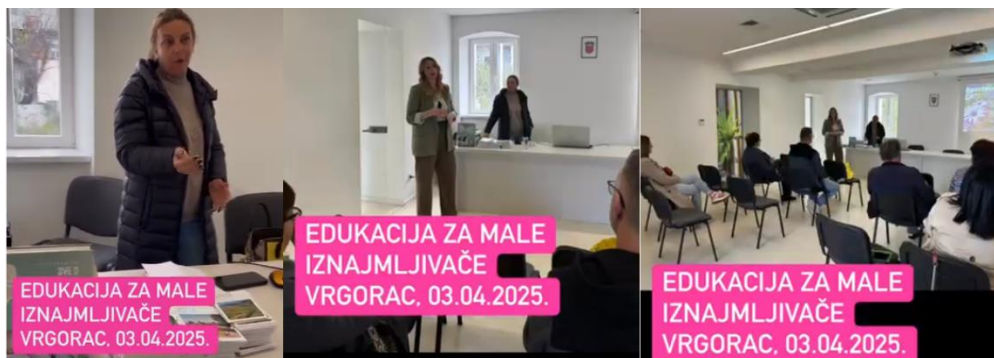 EDUKACIJA ZA MALE
IZNAJMLJIVAČE
VRGORAC, 03.04.2025.
EDUKACIJA ZA MALE
IZNAJMLJIVAČE
VRGORAC, 03.04.2025.
EDUKACIJA ZA MALE
IZNAJMLJIVAČE
VRGORAC, 03.04.2025.